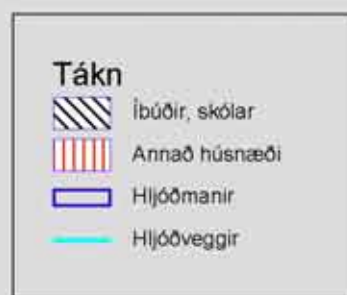 Tákn
Íbúðir, skólar
Annað húsnæði
Hljóðmanir
Hljóðveggir